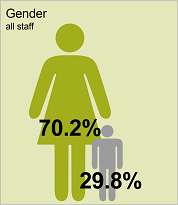 Gender
all staff
70.2%
29.8%